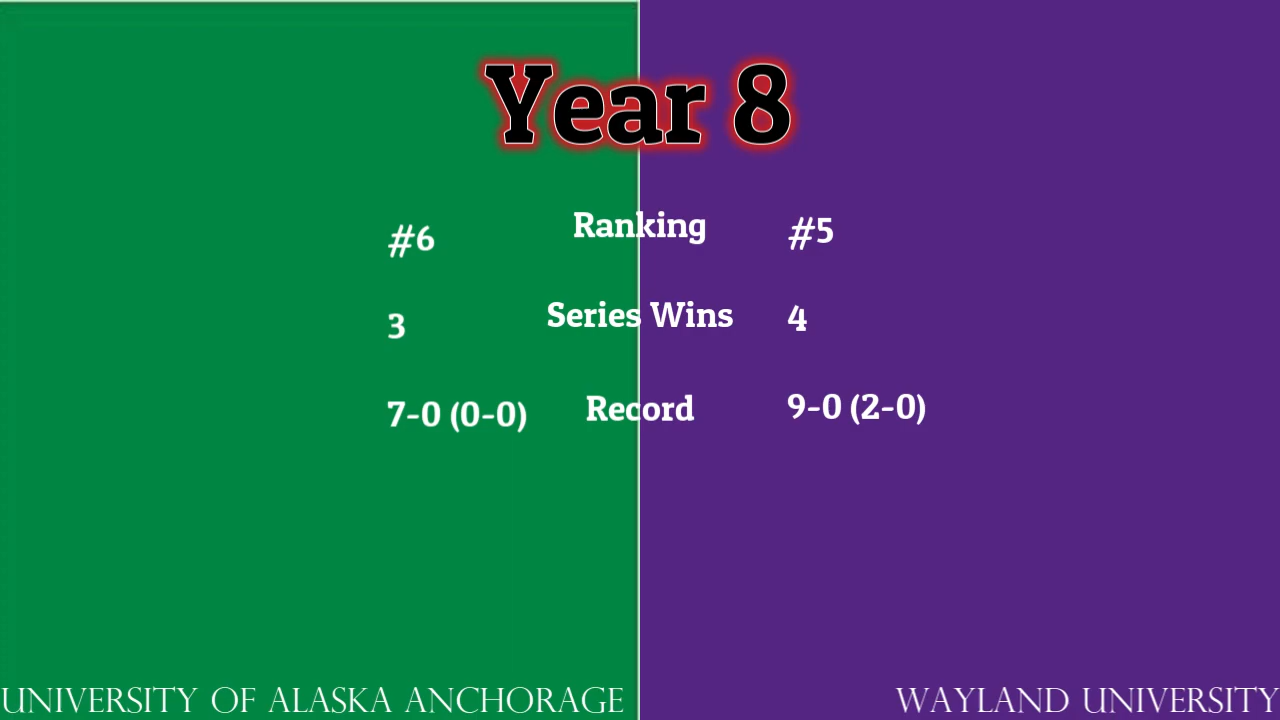 Year 8
#6 Ranking #5
3 Series Wins 4
7-0 (0-0) Record 9-0 (2-0)
UNIVERSITY OF ALASKA ANCHORAGE WAYLAND UNIVERSITY